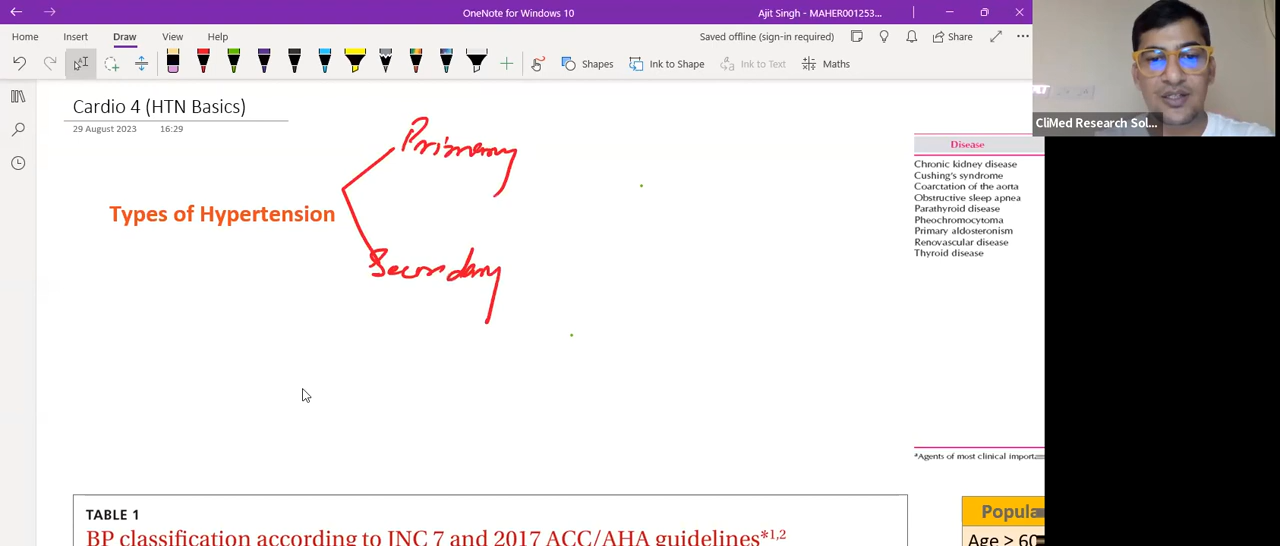 OneNote for Windows 10
Ajit Singh - MAHER001253...
Home
Insert
Draw
View
Help
Saved offline (sign-in required)
Share
Shapes
Ink to Shape
Ink to Text
Maths
CliMed Research Sol...
Cardio 4 (HTN Basics)
29 August 2023 16:29
Primary
Types of Hypertension
Secondary
Disease
Chronic kidney disease
Cushing's syndrome
Coarctation of the aorta
Obstructive sleep apnea
Parathyroid disease
Pheochromocytoma
Primary aldosteronism
Renovascular disease
Thyroid disease
*Agents of most clinical import
TABLE 1
BP classification according to JNC 7 and 2017 ACC/AHA guidelines*1,2
Popula
Age > 60